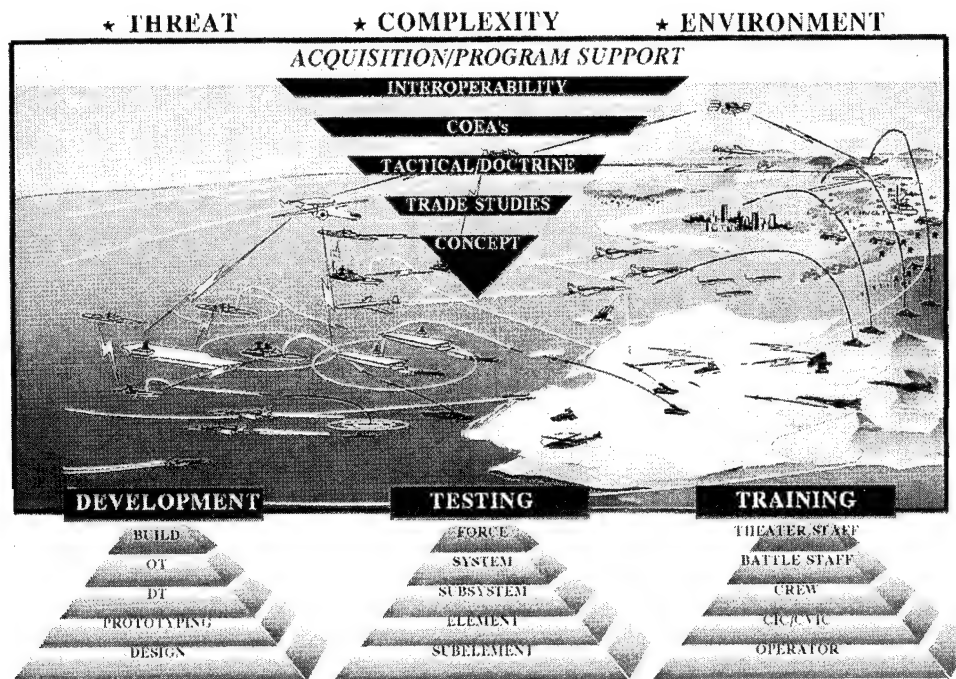 ★ THREAT ★ COMPLEXITY ★ ENVIRONMENT
ACQUISITION/PROGRAM SUPPORT
INTEROPERABILITY
COEA's
TACTICAL/DOCTRINE
TRADE STUDIES
CONCEPT
DEVELOPMENT TESTING TRAINING
BUILD FORCE THEATER STAFF
OT SYSTEM BATTLE STAFF
DT SUBSYSTEM CREW
PROTOTYPING ELEMENT CIC/CVIC
DESIGN SUBELEMENT OPERATOR